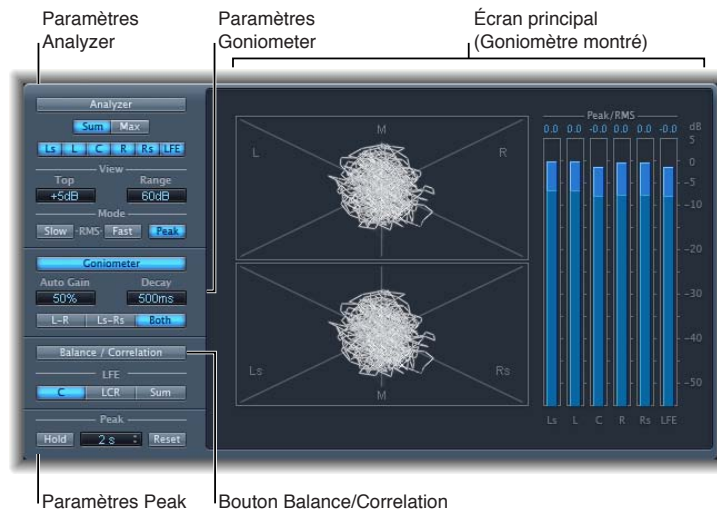 Paramètres
Analyzer
Paramètres
Goniometer
Écran principal
(Goniomètre montré)
Analyzer
Sum Max
Ls L C R Rs LFE
View
Top Range
+5dB 60dB
Mode
Slow RMS Fast Peak
Goniometer
Auto Gain Decay
50% 500ms
L-R Ls-Rs Both
Balance / Correlation
LFE
C LCR Sum
Peak
Hold 2 s Reset
M
L R
Ls Rs
M
Peak/RMS
0.0 0.0 -0.0 0.0 0.0 -0.0 dB
5
0
-5
-10
-20
-30
-40
-50
Ls L C R Rs LFE
Paramètres Peak
Bouton Balance/Correlation